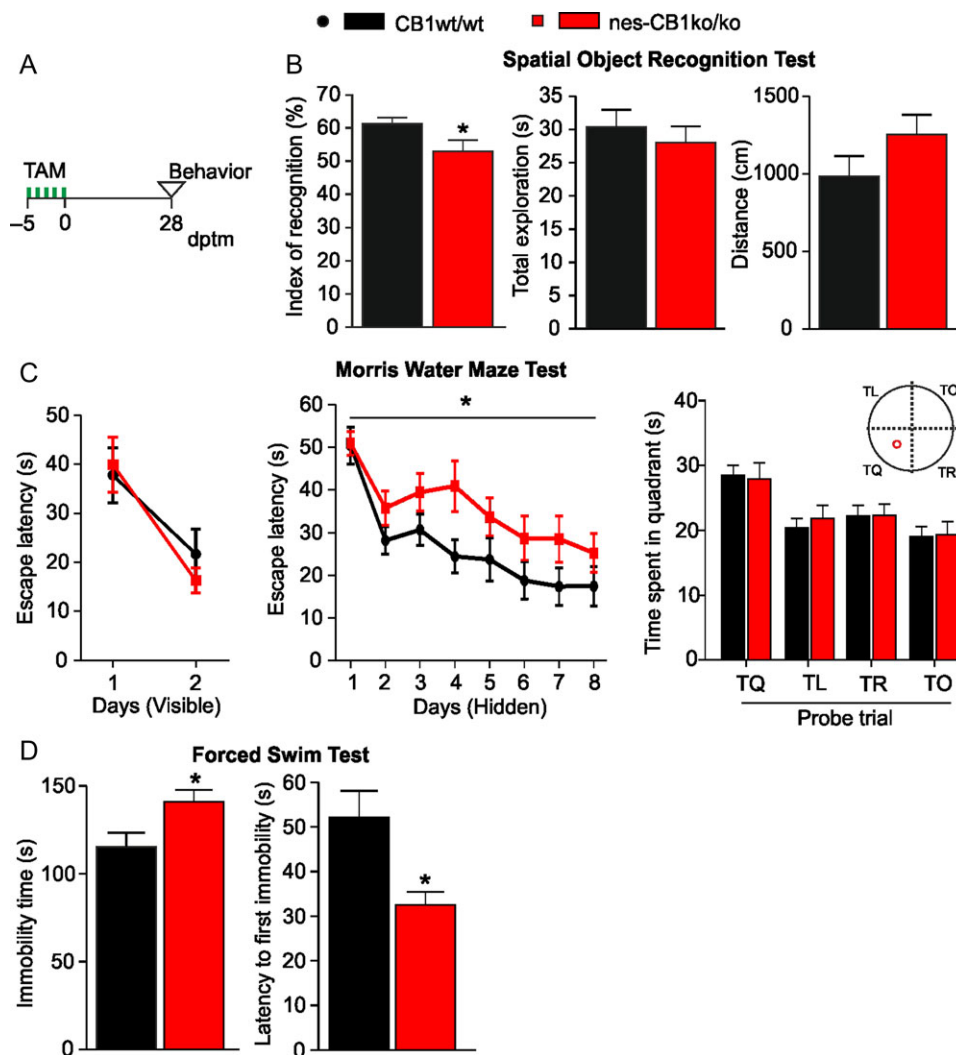 CB1wt/wt nes-CB1ko/ko
A
TAM Behavior
–5 0 28
dptm
B
Spatial Object Recognition Test
Index of recognition (%)
70
60
50
40
30
20
10
0
*
Total exploration (s)
35
30
25
20
15
10
5
0
Distance (cm)
1500
1000
500
0
C
Morris Water Maze Test
Escape latency (s)
50
40
30
20
10
0
1 2
Days (Visible)
Escape latency (s)
60
50
40
30
20
10
0
*
1 2 3 4 5 6 7 8
Days (Hidden)
Time spent in quadrant (s)
40
30
20
10
0
TL TO
TQ TR
TQ TL TR TO
Probe trial
D
Forced Swim Test
Immobility time (s)
150
100
50
0
*
Latency to first immobility (s)
60
50
40
30
20
10
0
*